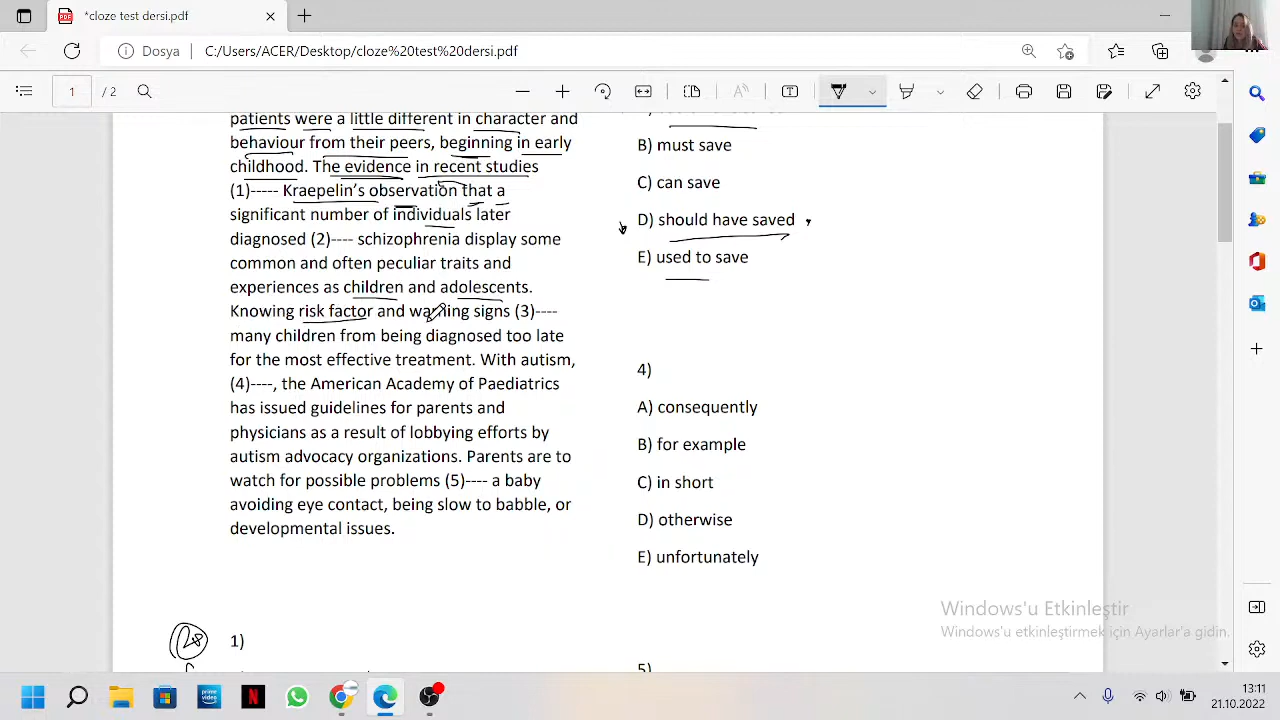 *cloze test dersi.pdf
Dosya
C:/Users/ACER/Desktop/cloze%20test%20dersi.pdf
1
/ 2
patients were a little different in character and
behaviour from their peers, beginning in early
childhood. The evidence in recent studies
(1)----- Kraepelin's observation that a
significant number of individuals later
diagnosed (2)---- schizophrenia display some
common and often peculiar traits and
experiences as children and adolescents.
Knowing risk factor and warning signs (3)----
many children from being diagnosed too late
for the most effective treatment. With autism,
(4)----, the American Academy of Paediatrics
has issued guidelines for parents and
physicians as a result of lobbying efforts by
autism advocacy organizations. Parents are to
watch for possible problems (5)---- a baby
avoiding eye contact, being slow to babble, or
developmental issues.
28
1)
B) must save
C) can save
D) should have saved
E) used to save
4)
A) consequently
B) for example
C) in short
D) otherwise
E) unfortunately
5)
Windows'u Etkinleştir
Windows'u etkinleştirmek için Ayarlar'a gidin.
prime video
N
13:11
21.10.2022